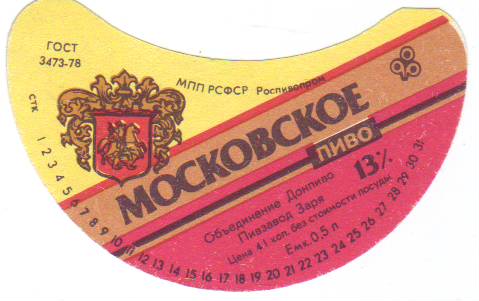 ГОСТ
3473-78
МПП РСФСР Роспивопром
СТК
МОСКОВСКОЕ
ПИВО
13%
Объединение Донпиво
Пивзавод Заря
Цена 41 коп. без стоимости посуды
Емк. 0,5 л
1 2 3 4 5 6 7 8 9 10 11 12 13 14 15 16 17 18 19 20 21 22 23 24 25 26 27 28 29 30 31